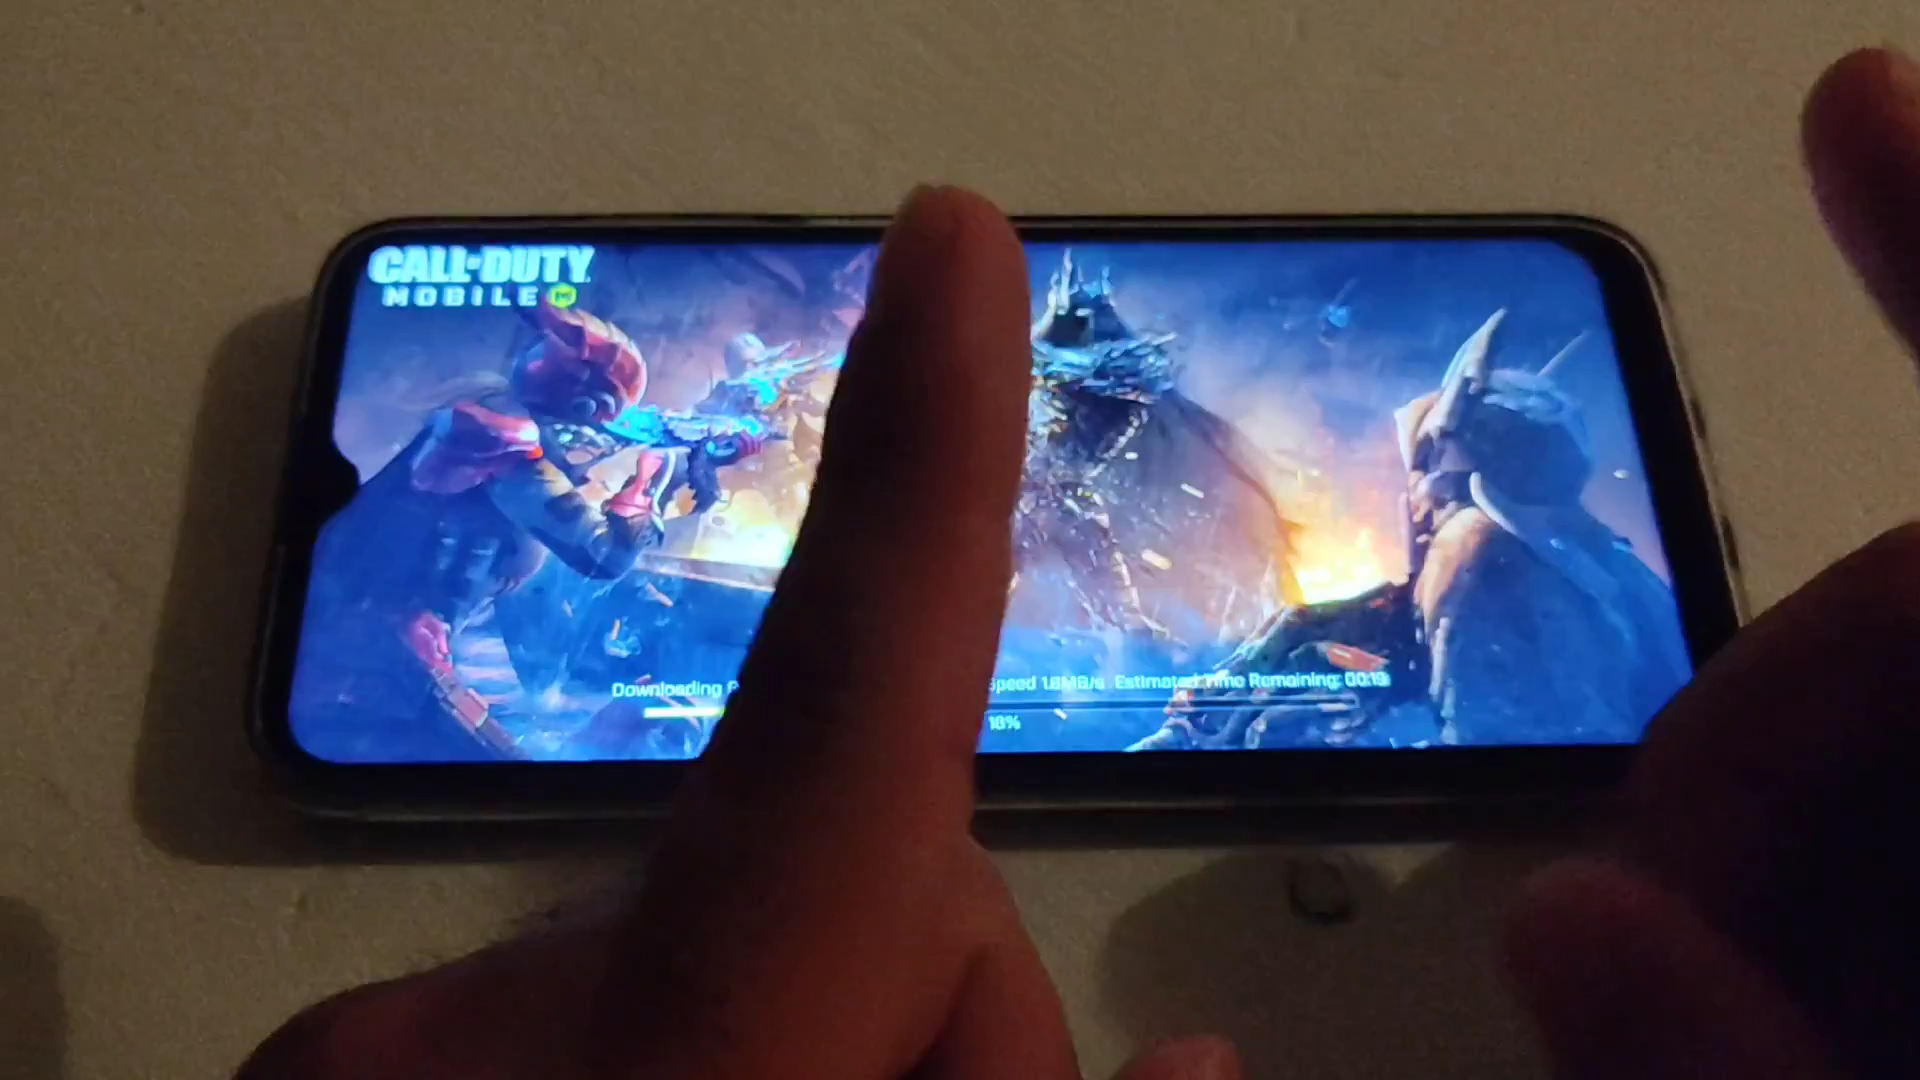 CALL OF DUTY
MOBILE
Downloading
Speed 1.8MB/s Estimated Time Remaining: 00:19
18%